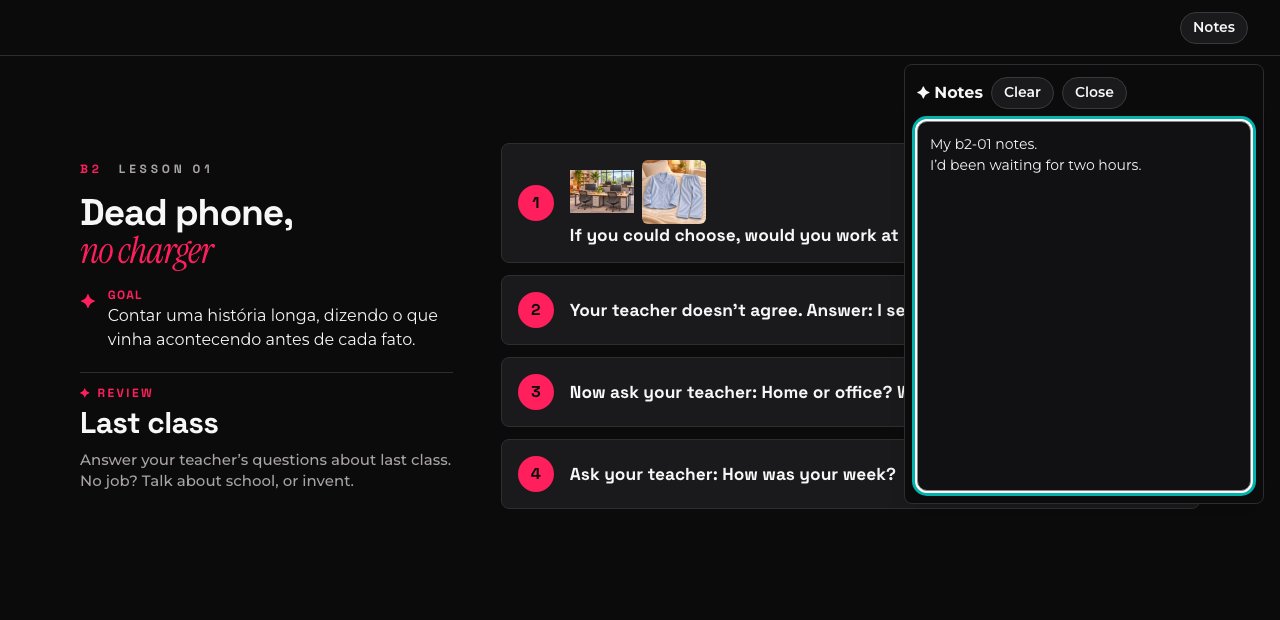 Notes
B2 LESSON 01
Dead phone,
no charger
GOAL
Contar uma história longa, dizendo o que
vinha acontecendo antes de cada fato.
REVIEW
Last class
Answer your teacher’s questions about last class.
No job? Talk about school, or invent.
1
If you could choose, would you work at
2
Your teacher doesn’t agree. Answer: I se
3
Now ask your teacher: Home or office? W
4
Ask your teacher: How was your week?
Notes Clear Close
My b2-01 notes.
I’d been waiting for two hours.